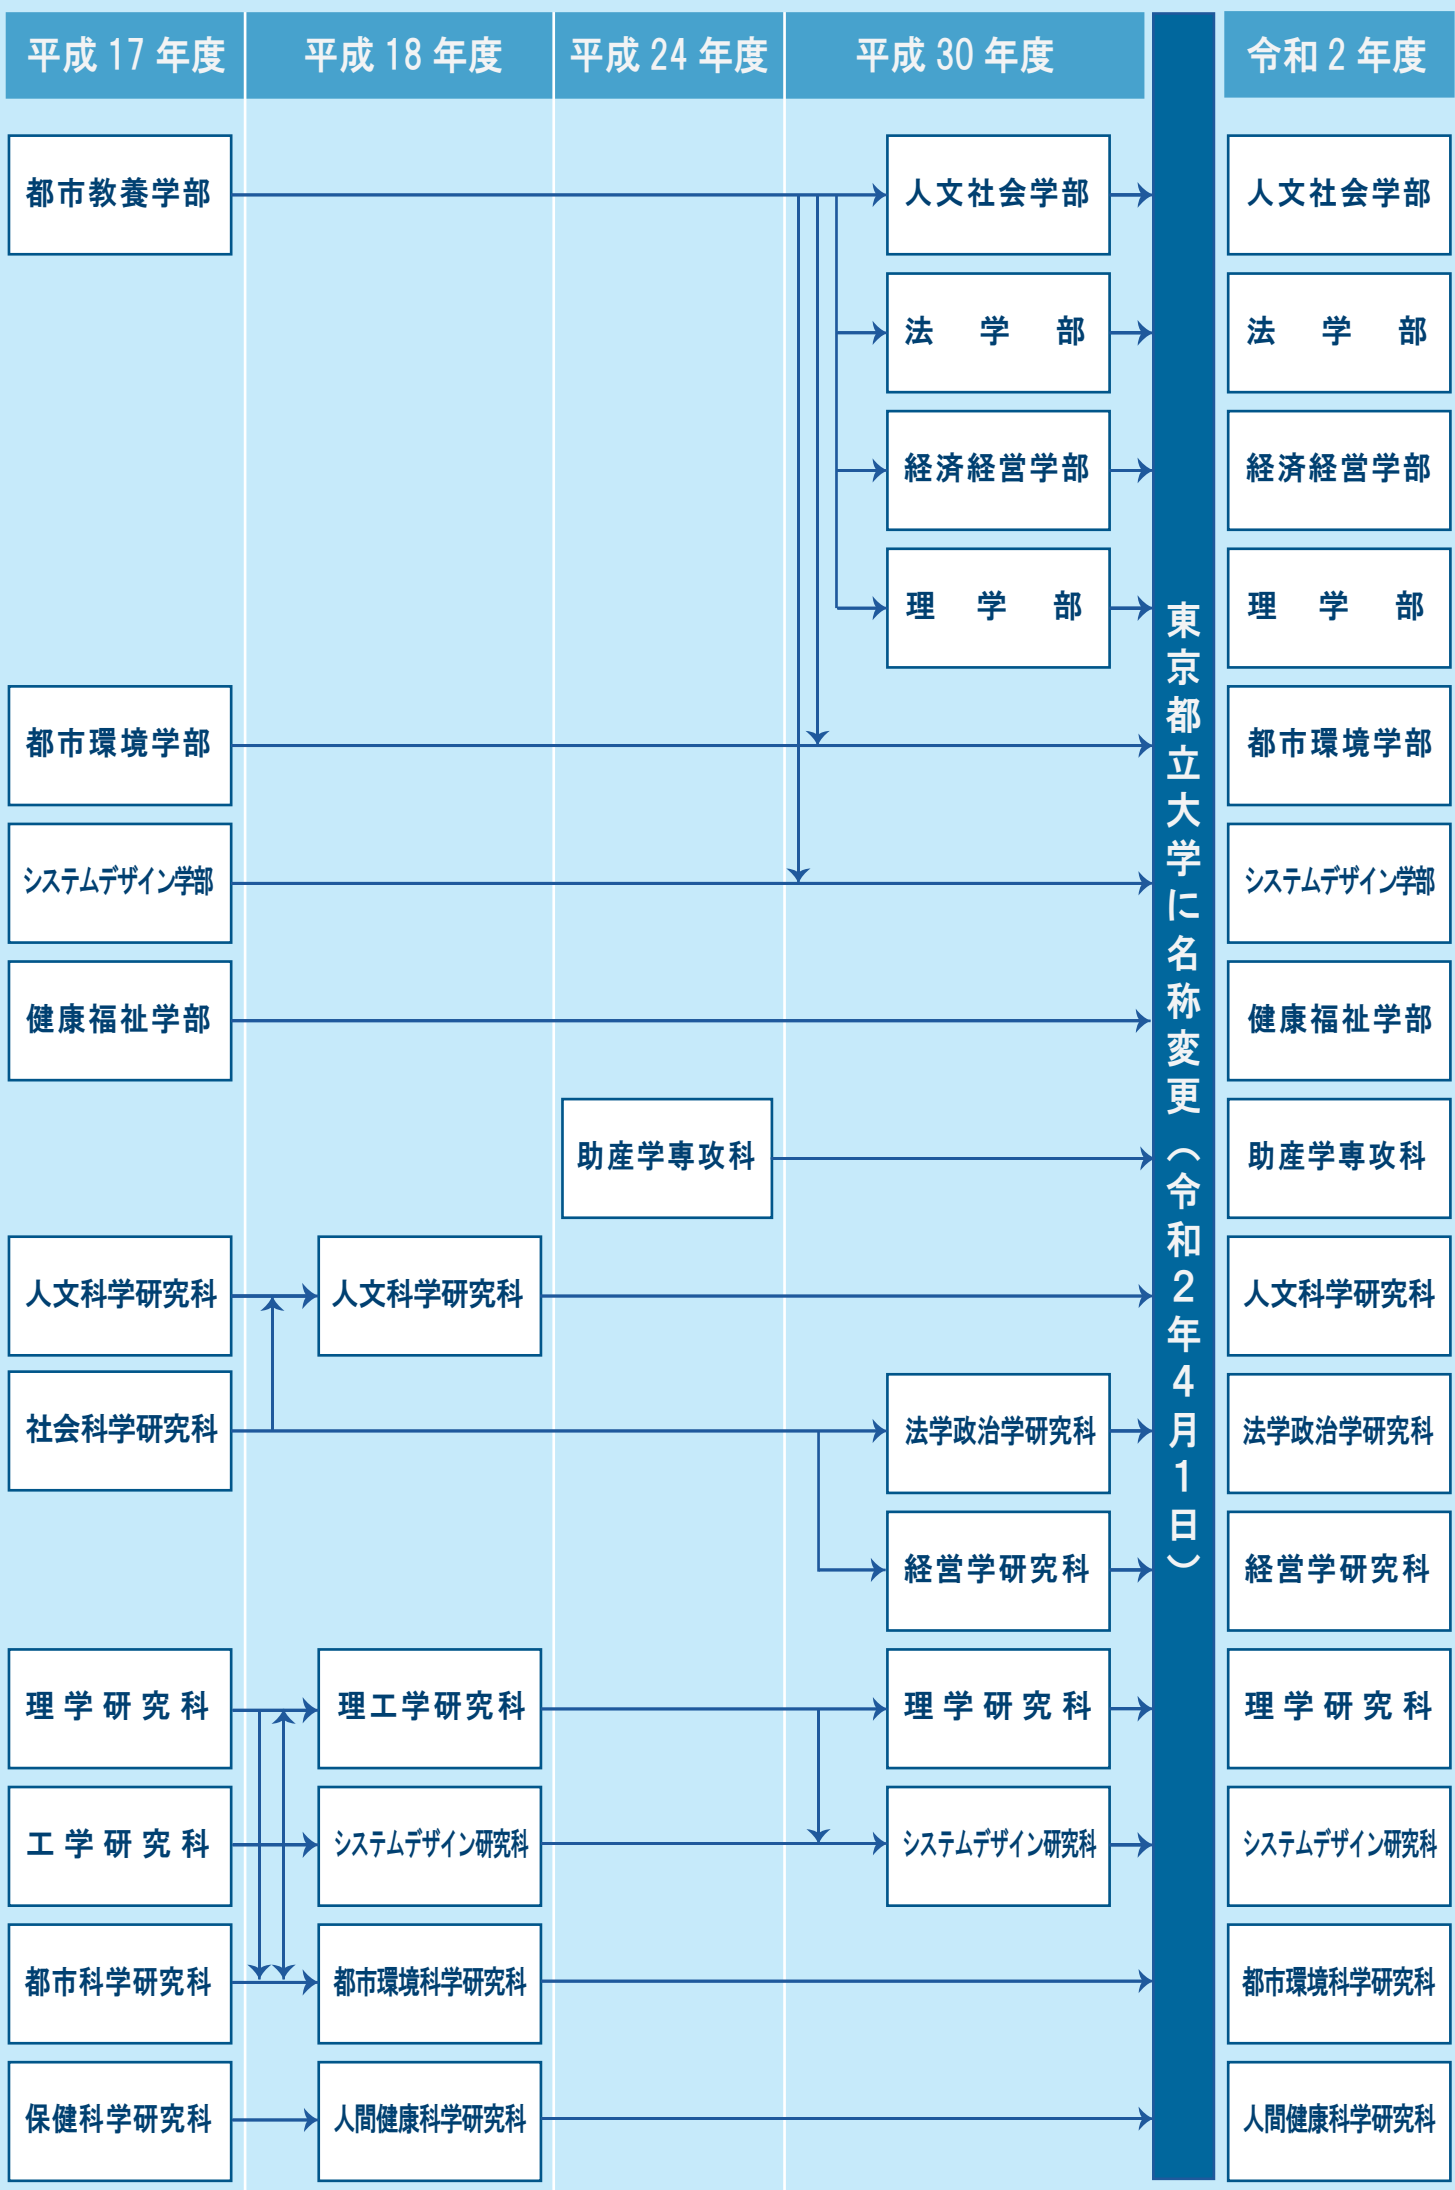 平成 17 年度
平成 18 年度
平成 24 年度
平成 30 年度
令和 2 年度
都市教養学部
人文社会学部
人文社会学部
法学部
法学部
経済経営学部
経済経営学部
理学部
理学部
都市環境学部
都市環境学部
システムデザイン学部
システムデザイン学部
健康福祉学部
健康福祉学部
助産学専攻科
助産学専攻科
人文科学研究科
人文科学研究科
人文科学研究科
社会科学研究科
法学政治学研究科
法学政治学研究科
経営学研究科
経営学研究科
理学研究科
理工学研究科
理学研究科
理学研究科
工学研究科
システムデザイン研究科
システムデザイン研究科
システムデザイン研究科
都市科学研究科
都市環境科学研究科
都市環境科学研究科
保健科学研究科
人間健康科学研究科
人間健康科学研究科
東京都立大学に名称変更（令和２年４月１日）